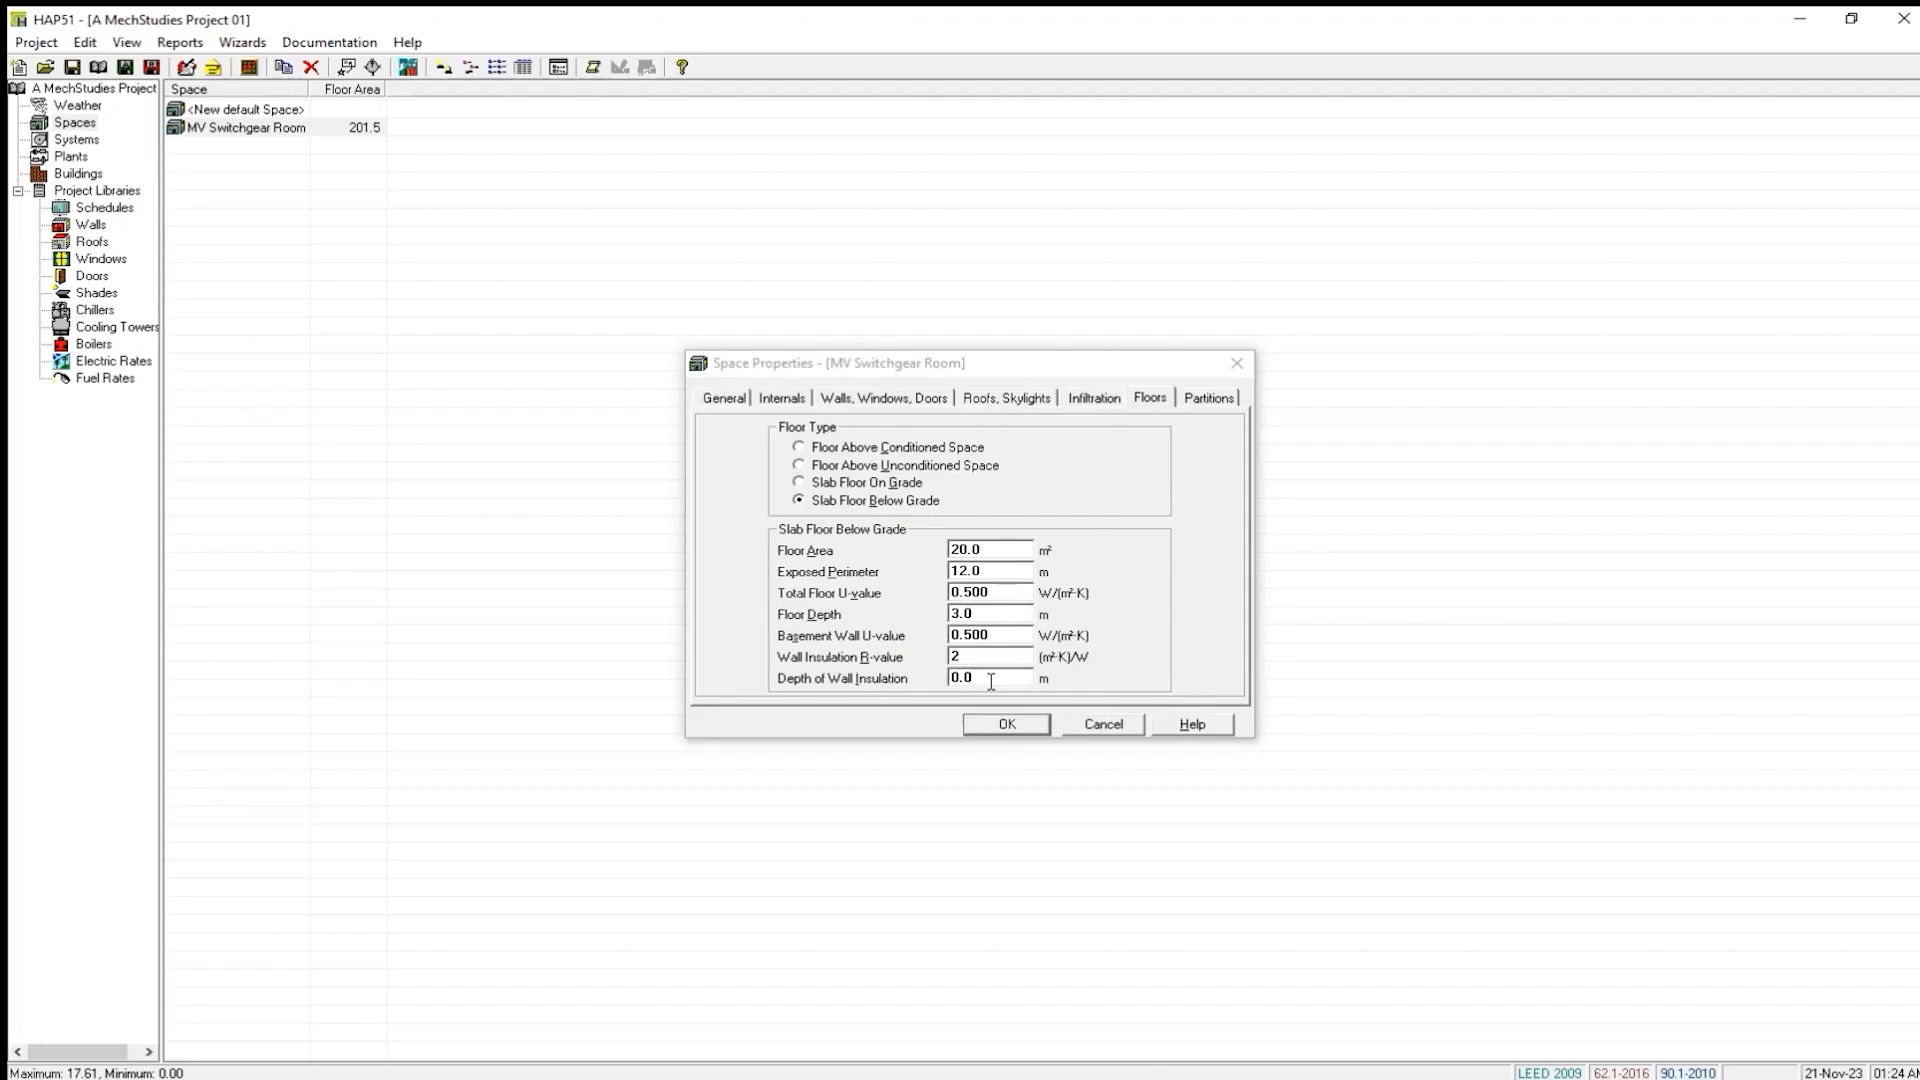 HAP51 - [A MechStudies Project 01]
Project Edit View Reports Wizards Documentation Help
A MechStudies Project
Weather
Spaces
Systems
Plants
Buildings
Project Libraries
Schedules
Walls
Roofs
Windows
Doors
Shades
Chillers
Cooling Towers
Boilers
Electric Rates
Fuel Rates
Space Floor Area
<New default Space>
MV Switchgear Room 201.5
Space Properties - [MV Switchgear Room]
General Internals Walls, Windows, Doors Roofs, Skylights Infiltration Floors Partitions
Floor Type
Floor Above Conditioned Space
Floor Above Unconditioned Space
Slab Floor On Grade
Slab Floor Below Grade
Slab Floor Below Grade
Floor Area 20.0 m²
Exposed Perimeter 12.0 m
Total Floor U-value 0.500 W/(m²·K)
Floor Depth 3.0 m
Basement Wall U-value 0.500 W/(m²·K)
Wall Insulation R-value 2 (m²·K)/W
Depth of Wall Insulation 0.0 m
OK Cancel Help
Maximum: 17.61, Minimum: 0.00 LEED 2009 62.1-2016 90.1-2010 21-Nov-23 01:24 AM